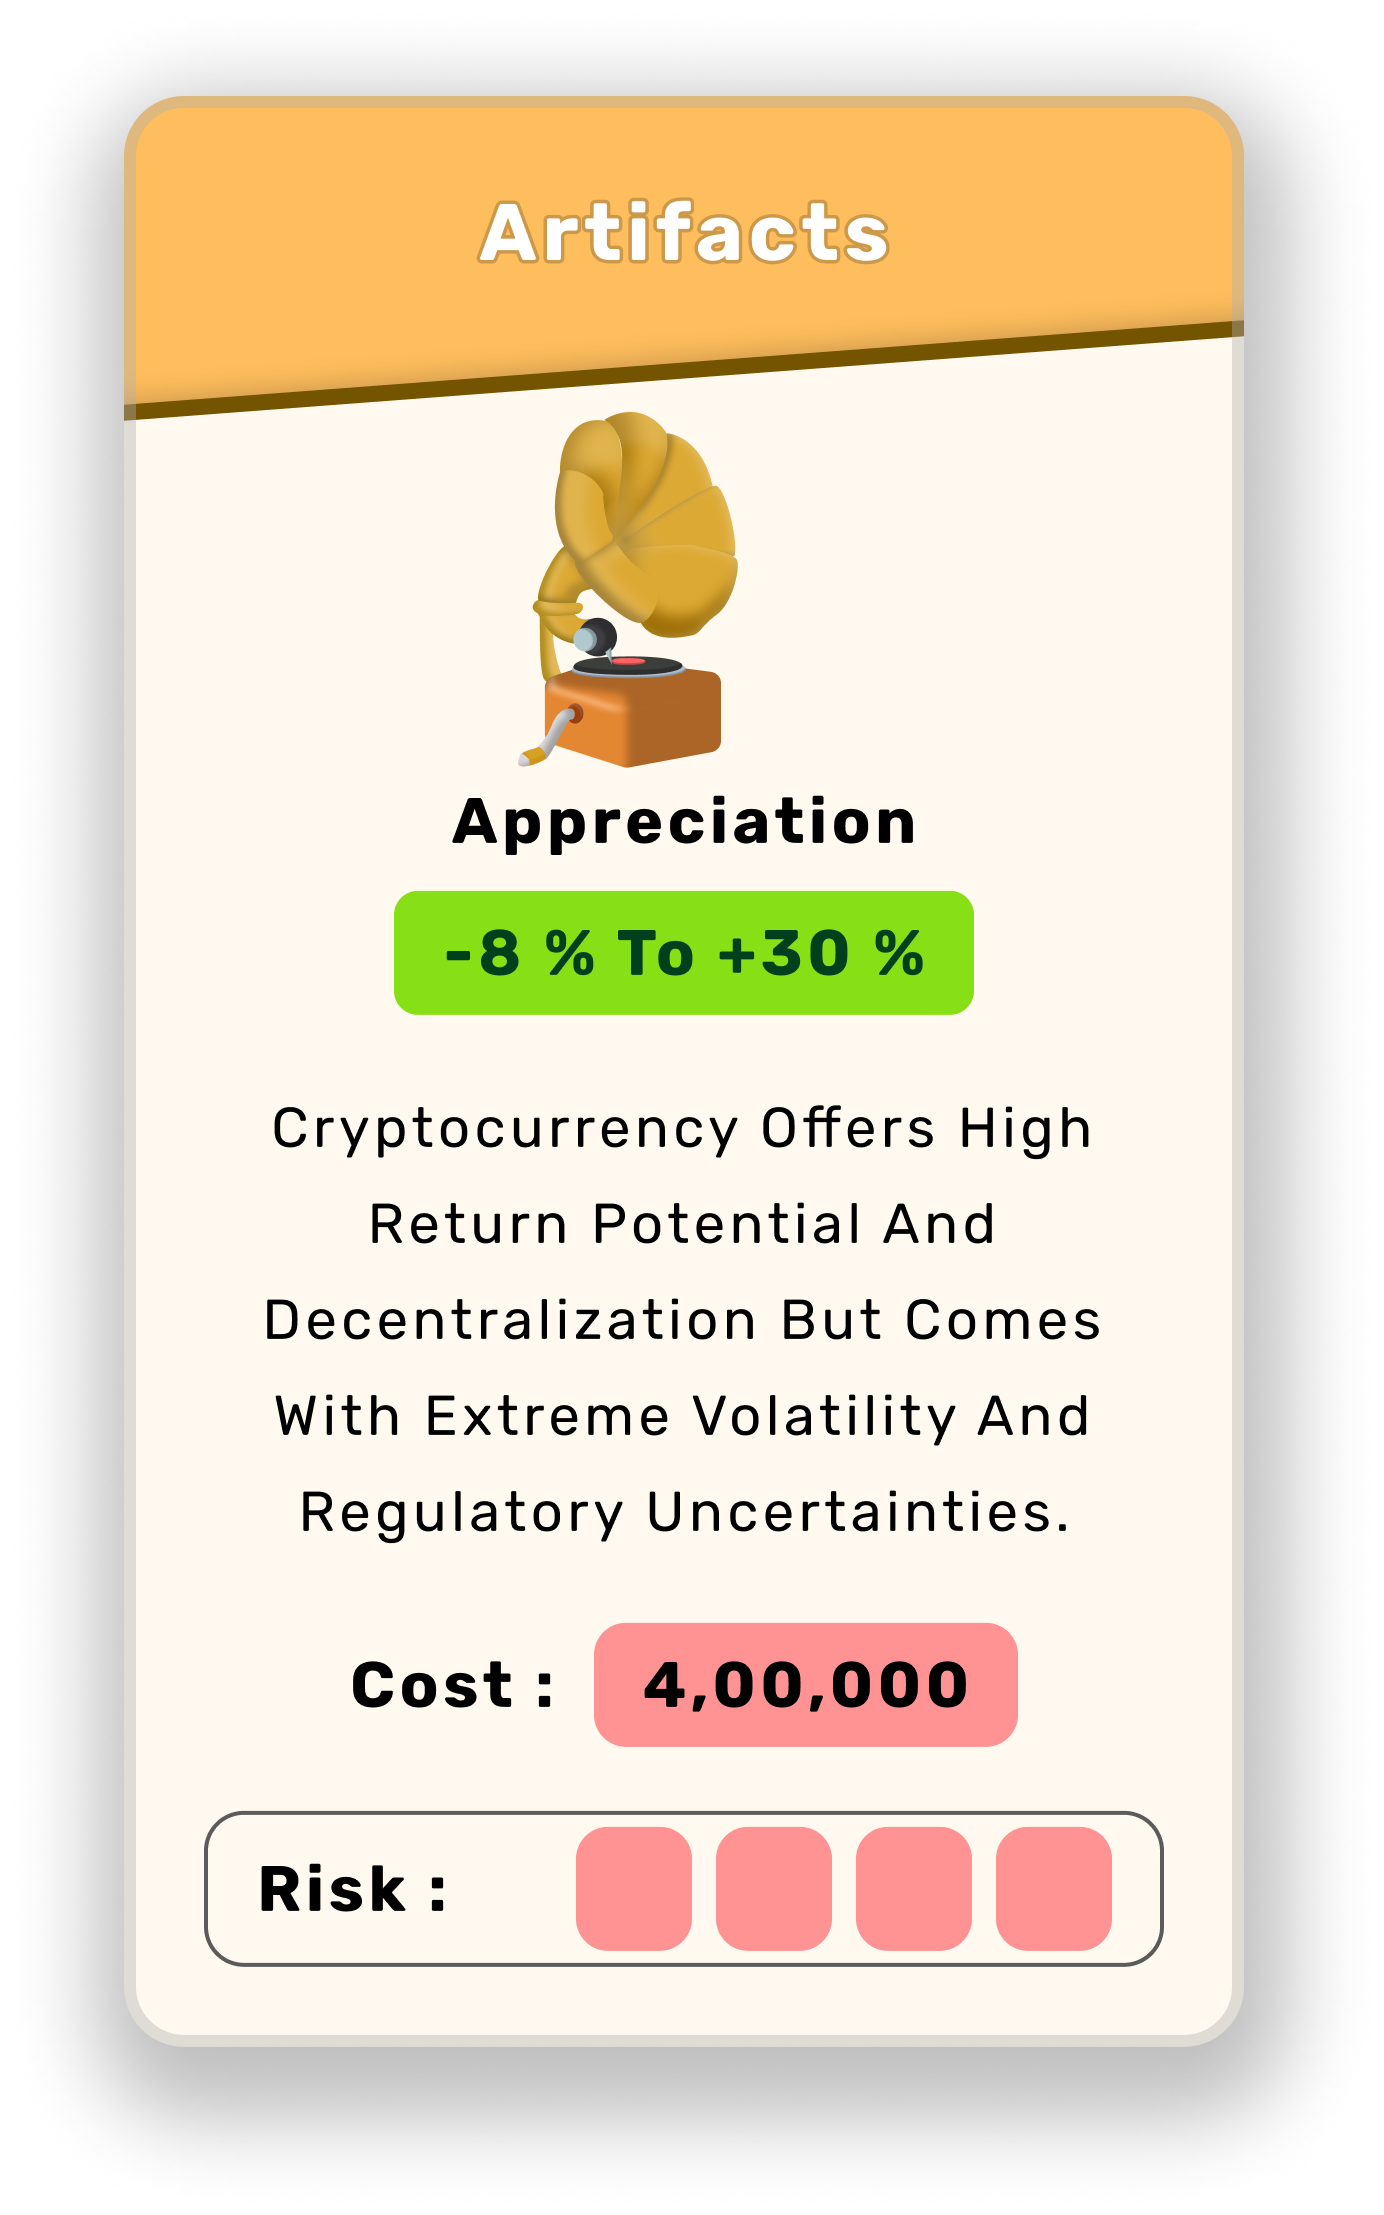 Artifacts
Appreciation
-8 % To +30 %
Cryptocurrency Offers High
Return Potential And
Decentralization But Comes
With Extreme Volatility And
Regulatory Uncertainties.
Cost : 4,00,000
Risk :